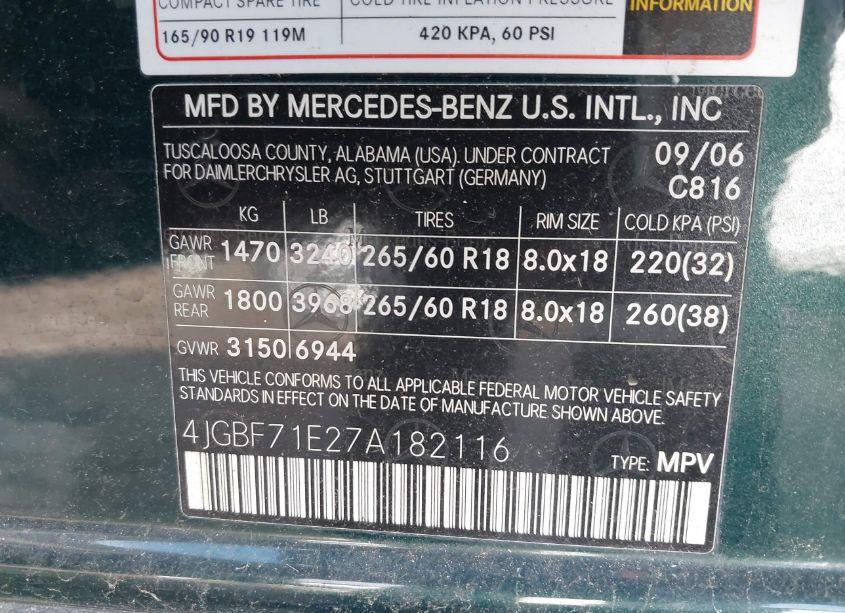 COMPACT SPARE TIRE COLD TIRE INFLATION PRESSURE INFORMATION
165/90 R19 119M 420 KPA, 60 PSI
MFD BY MERCEDES-BENZ U.S. INTL., INC
TUSCALOOSA COUNTY, ALABAMA (USA). UNDER CONTRACT 09/06
FOR DAIMLERCHRYSLER AG, STUTTGART (GERMANY) C816
KG LB TIRES RIM SIZE COLD KPA (PSI)
GAWR FRONT 1470 3240 265/60 R18 8.0x18 220(32)
GAWR REAR 1800 3968 265/60 R18 8.0x18 260(38)
GVWR 3150 6944
THIS VEHICLE CONFORMS TO ALL APPLICABLE FEDERAL MOTOR VEHICLE SAFETY
STANDARDS IN EFFECT ON THE DATE OF MANUFACTURE SHOWN ABOVE.
4JGBF71E27A182116
TYPE: MPV